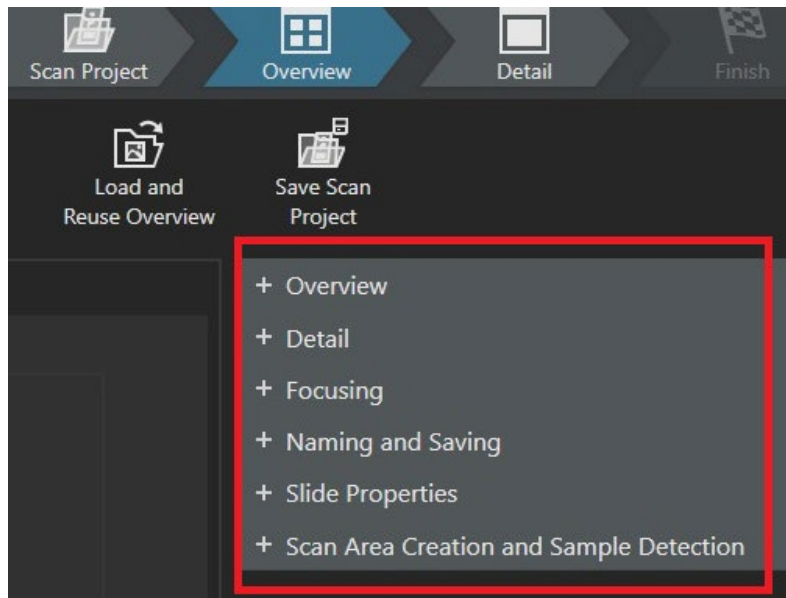 Scan Project
Overview
Detail
Finish
Load and
Reuse Overview
Save Scan
Project
+ Overview
+ Detail
+ Focusing
+ Naming and Saving
+ Slide Properties
+ Scan Area Creation and Sample Detection